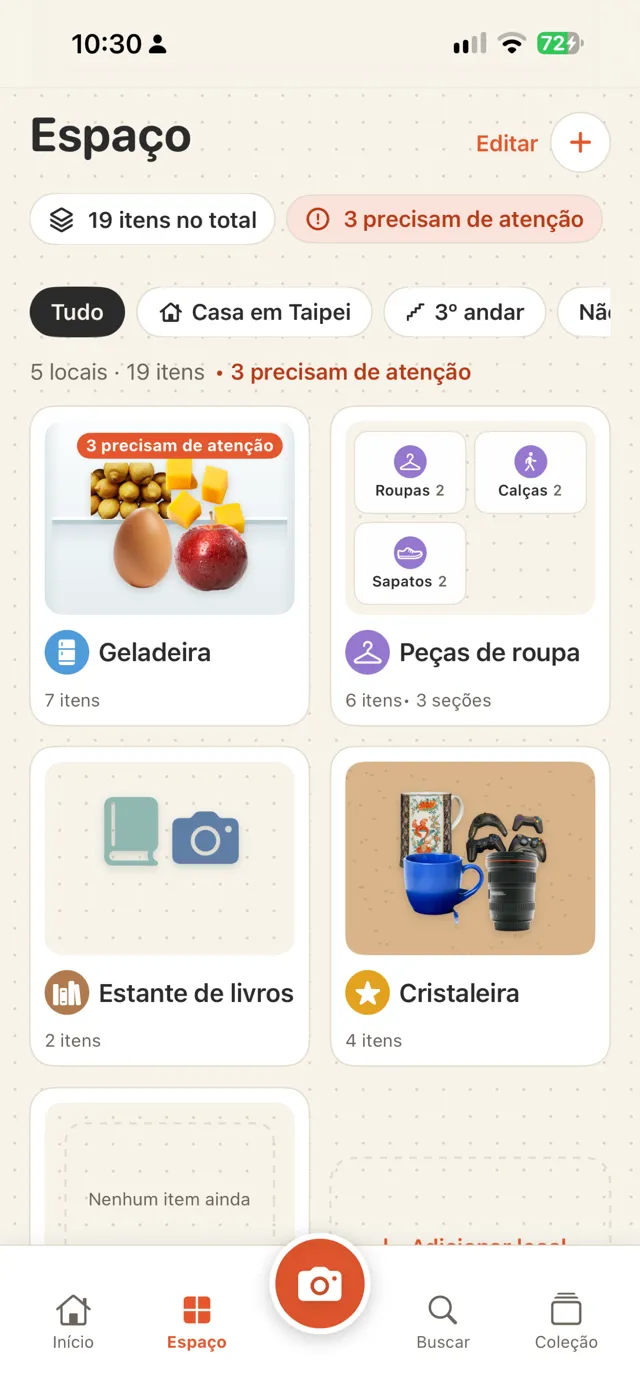 10:30
72
Espaço
Editar
19 itens no total
3 precisam de atenção
Tudo
Casa em Taipei
3º andar
5 locais · 19 itens • 3 precisam de atenção
3 precisam de atenção
Roupas 2
Calças 2
Sapatos 2
Geladeira
Peças de roupa
7 itens
6 itens• 3 seções
Estante de livros
Cristaleira
2 itens
4 itens
Nenhum item ainda
Adicionar local
Início
Espaço
Buscar
Coleção